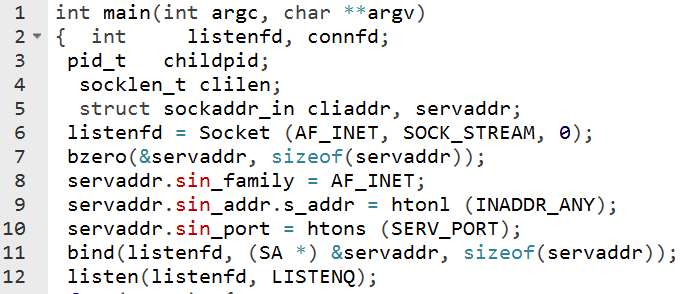 1 int main(int argc, char **argv)
2 { int listenfd, connfd;
3 pid_t childpid;
4 socklen_t clilen;
5 struct sockaddr_in cliaddr, servaddr;
6 listenfd = Socket (AF_INET, SOCK_STREAM, 0);
7 bzero(&servaddr, sizeof(servaddr));
8 servaddr.sin_family = AF_INET;
9 servaddr.sin_addr.s_addr = htonl (INADDR_ANY);
10 servaddr.sin_port = htons (SERV_PORT);
11 bind(listenfd, (SA *) &servaddr, sizeof(servaddr));
12 listen(listenfd, LISTENQ);